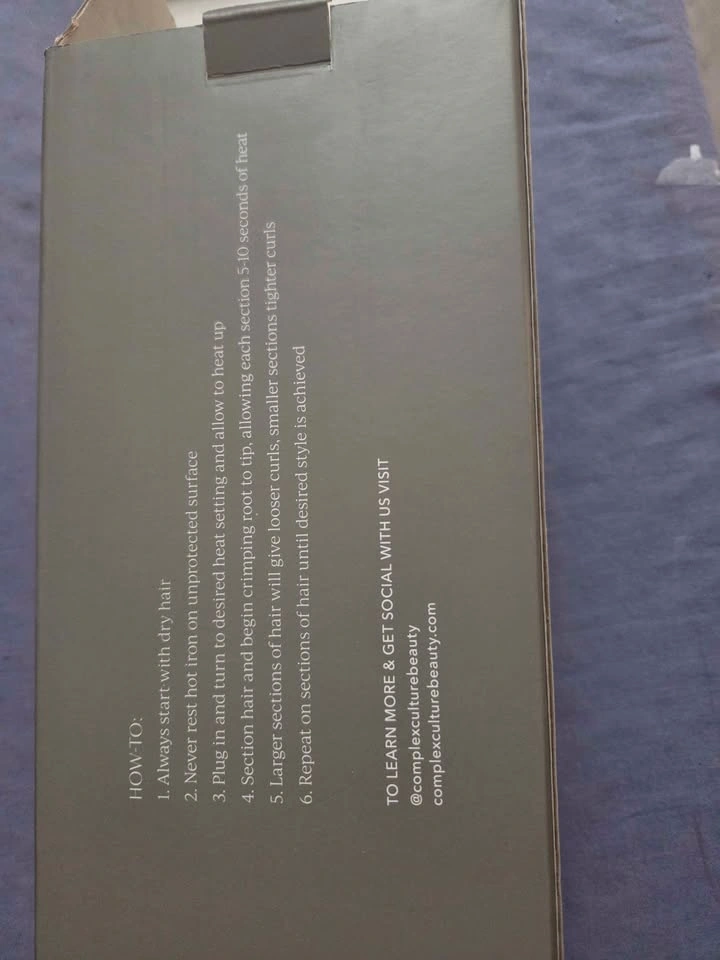 HOW-TO:
1. Always start with dry hair
2. Never rest hot iron on unprotected surface
3. Plug in and turn to desired heat setting and allow to heat up
4. Section hair and begin crimping root to tip, allowing each section 5-10 seconds of heat
5. Larger sections of hair will give looser curls, smaller sections tighter curls
6. Repeat on sections of hair until desired style is achieved
TO LEARN MORE & GET SOCIAL WITH US VISIT
@complexculturebeauty
complexculturebeauty.com